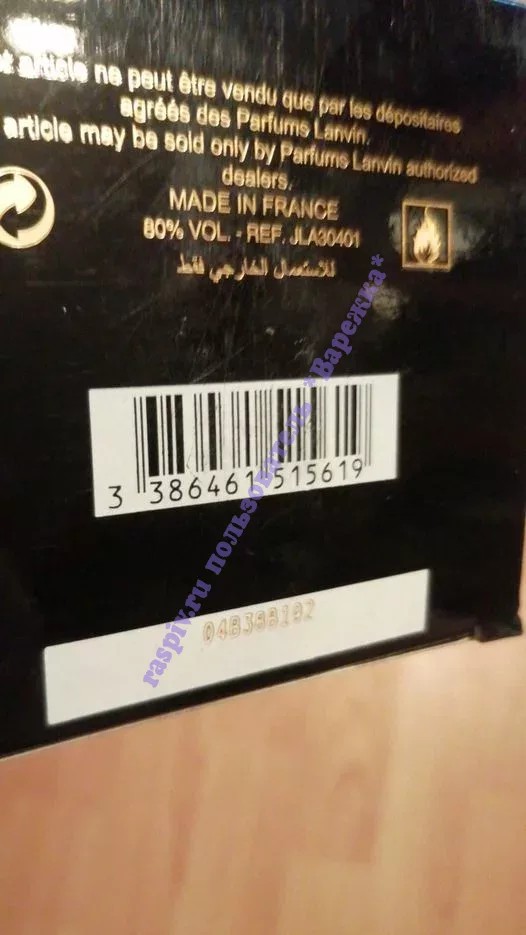 article ne peut être vendu que par les dépositaires
agréés des Parfums Lanvin.
article may be sold only by Parfums Lanvin authorized
dealers.
MADE IN FRANCE
80% VOL. - REF. JLA30401
للاستعمال الخارجي فقط
3 386461 515619
04B38B182
raspiv.ru пользователь *Варежка*